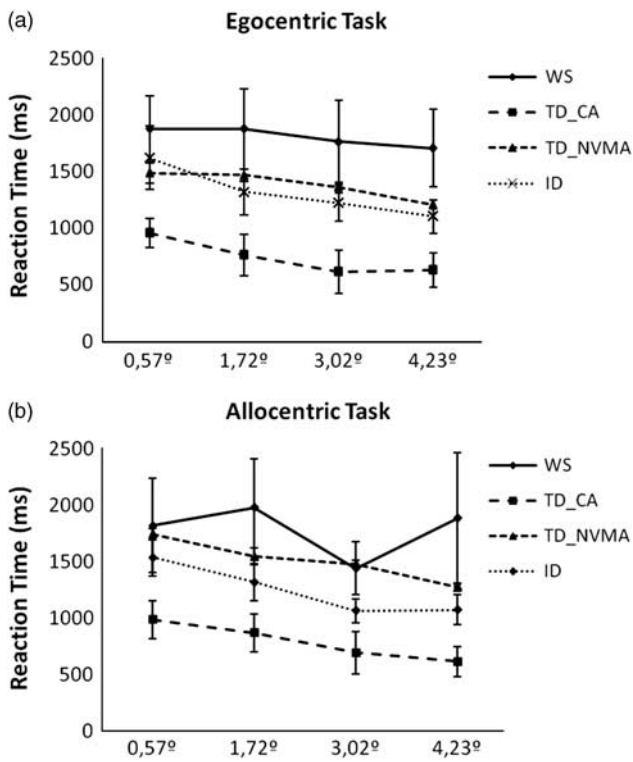 (a)
Egocentric Task
Reaction Time (ms)
2500
2000
1500
1000
500
0
0,57º
1,72º
3,02º
4,23º
WS
TD_CA
TD_NVMA
ID
(b)
Allocentric Task
Reaction Time (ms)
2500
2000
1500
1000
500
0
0,57º
1,72º
3,02º
4,23º
WS
TD_CA
TD_NVMA
ID